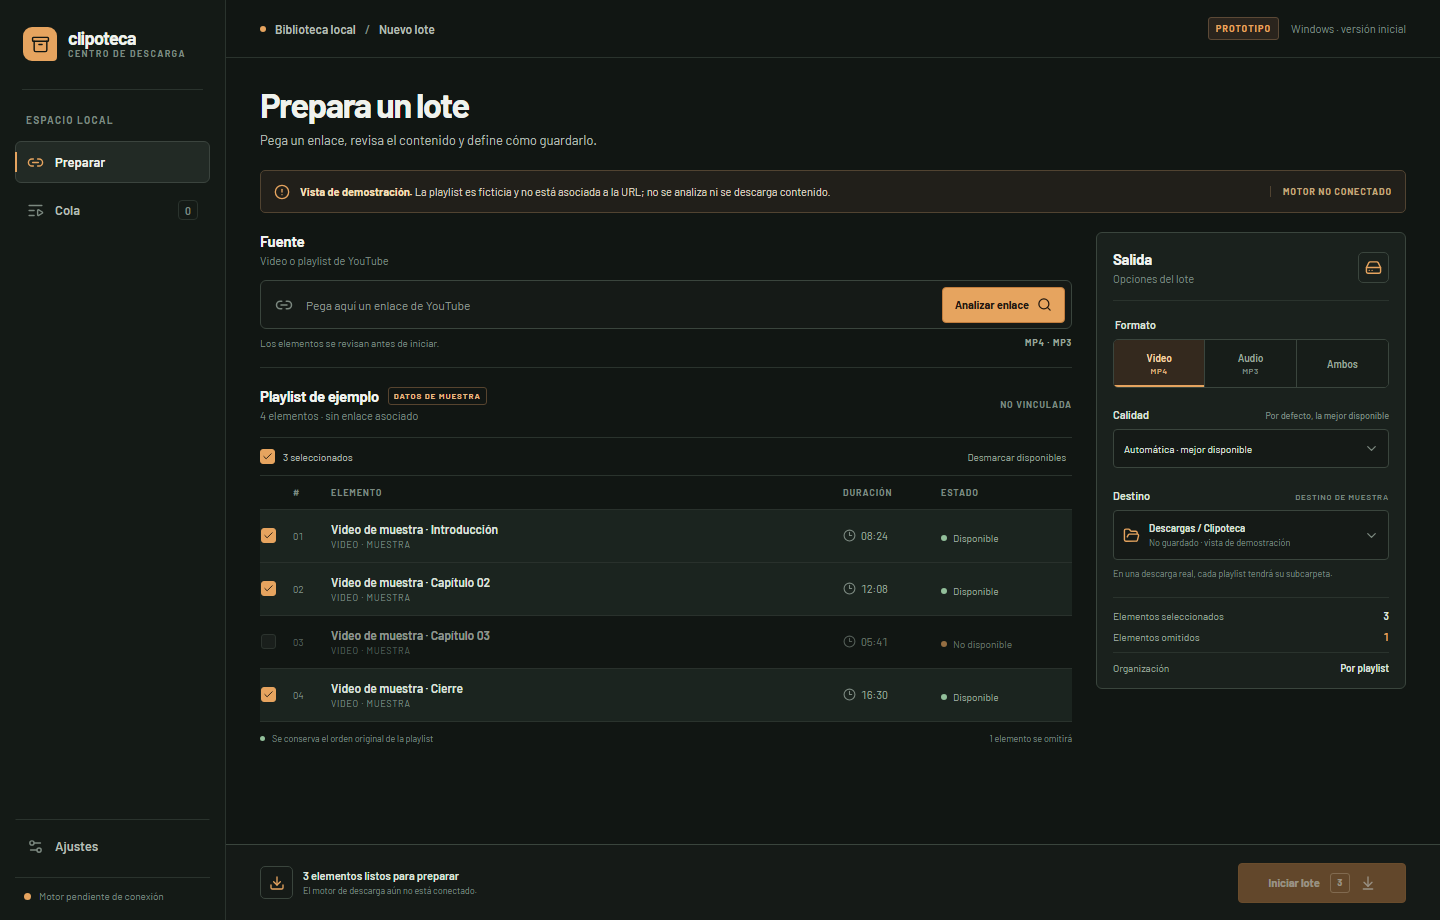 clipoteca
CENTRO DE DESCARGA
ESPACIO LOCAL
Preparar
Cola 0
Ajustes
Motor pendiente de conexión
Biblioteca local / Nuevo lote
PROTOTIPO Windows · versión inicial
Prepara un lote
Pega un enlace, revisa el contenido y define cómo guardarlo.
Vista de demostración. La playlist es ficticia y no está asociada a la URL; no se analiza ni se descarga contenido. MOTOR NO CONECTADO
Fuente
Video o playlist de YouTube
Pega aquí un enlace de YouTube Analizar enlace
Los elementos se revisan antes de iniciar. MP4 · MP3
Playlist de ejemplo DATOS DE MUESTRA
4 elementos · sin enlace asociado NO VINCULADA
3 seleccionados Desmarcar disponibles
# ELEMENTO DURACIÓN ESTADO
01 Video de muestra · Introducción 08:24 Disponible
VIDEO · MUESTRA
02 Video de muestra · Capítulo 02 12:08 Disponible
VIDEO · MUESTRA
03 Video de muestra · Capítulo 03 05:41 No disponible
VIDEO · MUESTRA
04 Video de muestra · Cierre 16:30 Disponible
VIDEO · MUESTRA
Se conserva el orden original de la playlist 1 elemento se omitirá
Salida
Opciones del lote
Formato
Video Audio Ambos
MP4 MP3
Calidad Por defecto, la mejor disponible
Automática · mejor disponible
Destino DESTINO DE MUESTRA
Descargas / Clipoteca
No guardado · vista de demostración
En una descarga real, cada playlist tendrá su subcarpeta.
Elementos seleccionados 3
Elementos omitidos 1
Organización Por playlist
3 elementos listos para preparar
El motor de descarga aún no está conectado.
Iniciar lote 3